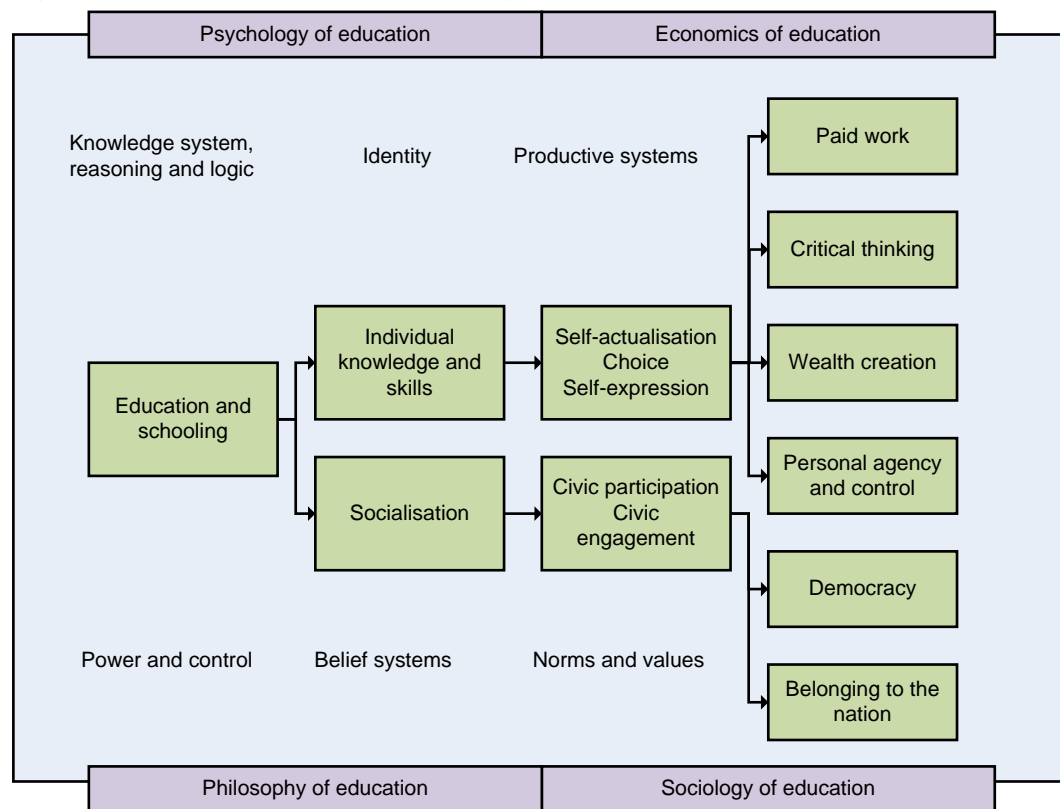 Psychology of education
Economics of education
Knowledge system,
reasoning and logic
Identity
Productive systems
Paid work
Critical thinking
Individual
knowledge and
skills
Self-actualisation
Choice
Self-expression
Wealth creation
Education and
schooling
Socialisation
Civic participation
Civic
engagement
Personal agency
and control
Democracy
Power and control
Belief systems
Norms and values
Belonging to the
nation
Philosophy of education
Sociology of education